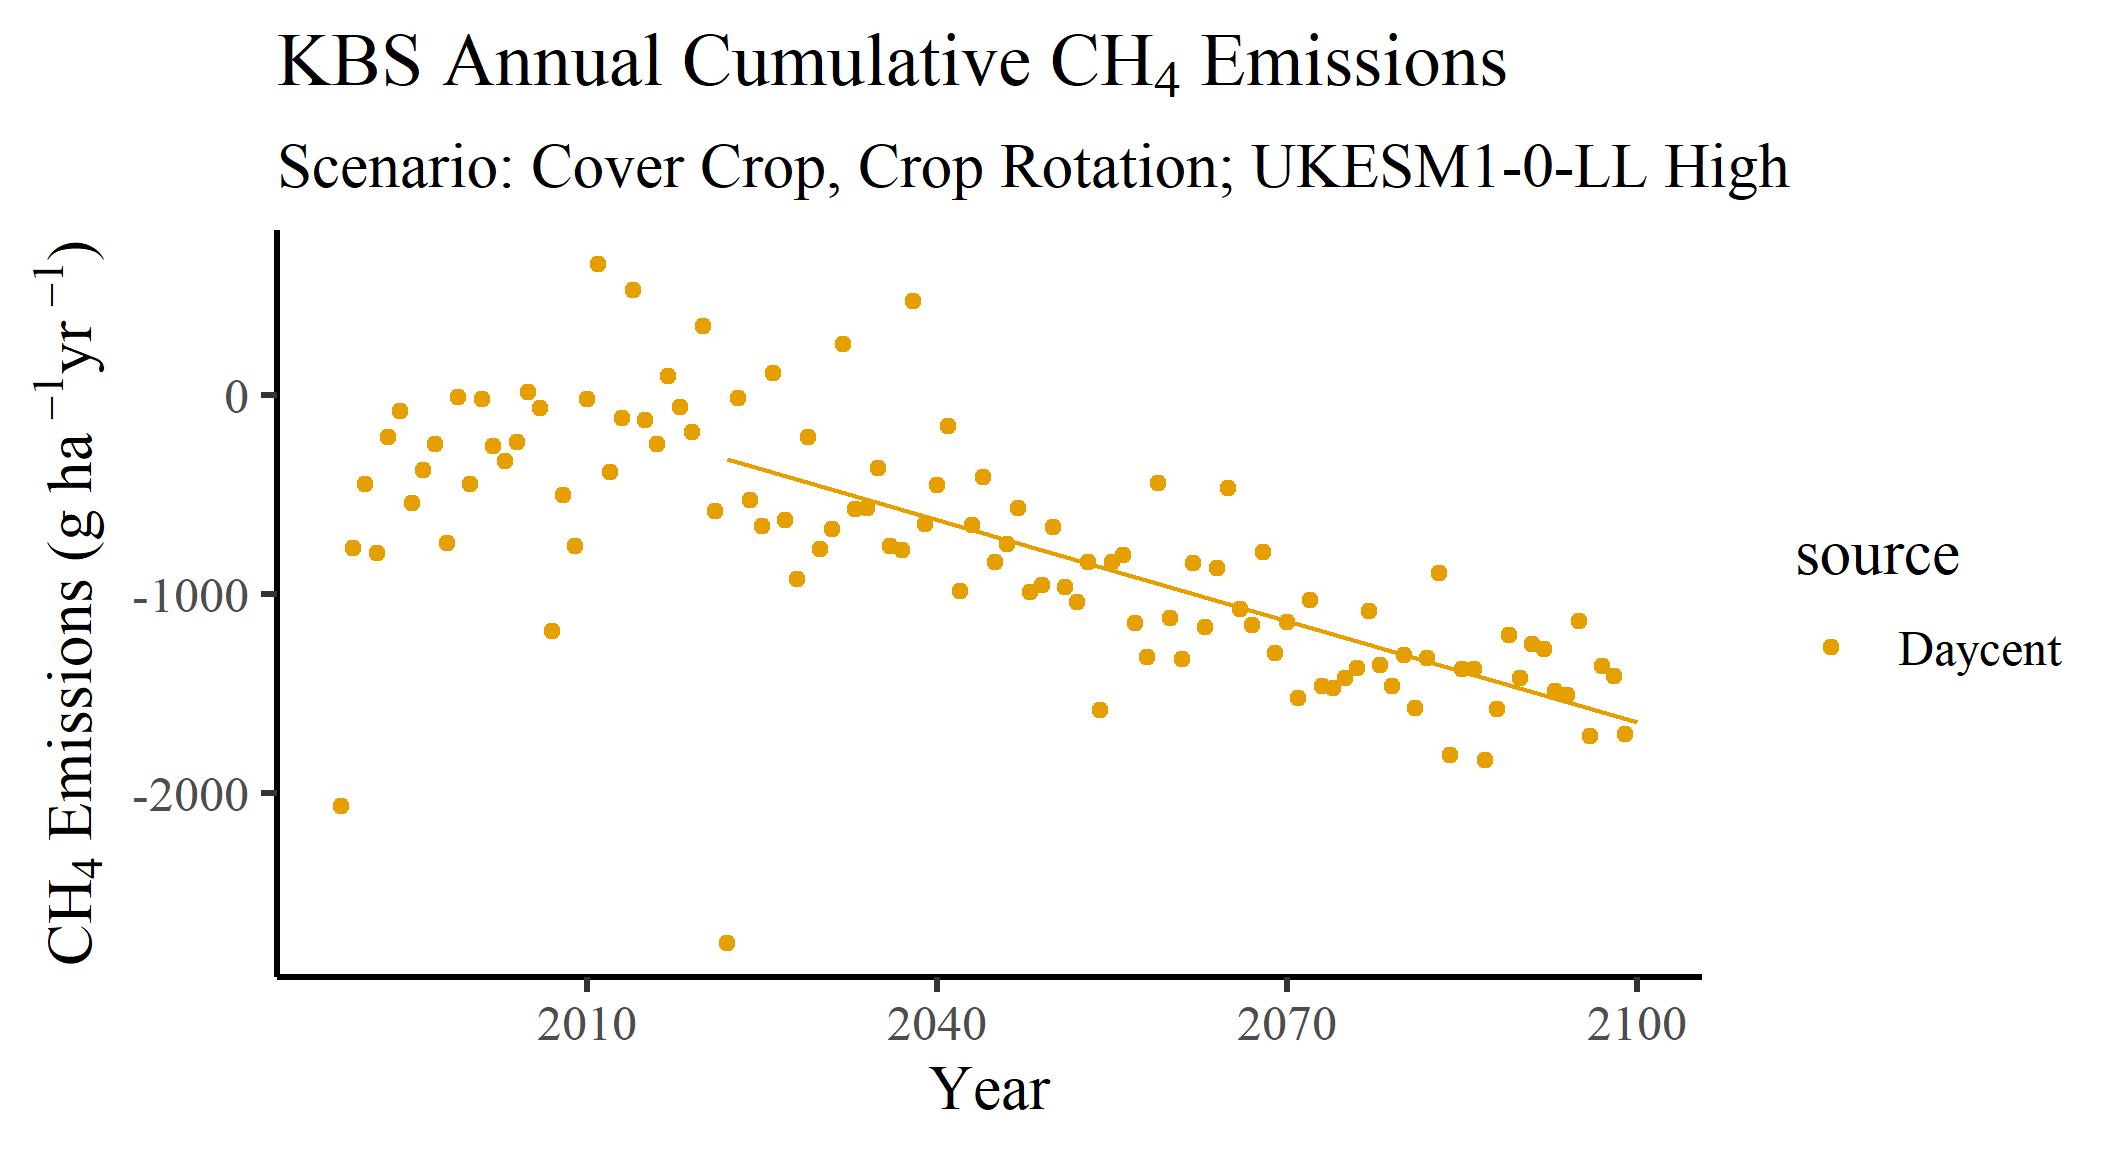 KBS Annual Cumulative CH₄ Emissions
Scenario: Cover Crop, Crop Rotation; UKESM1-0-LL High
CH₄ Emissions (g ha ⁻¹yr ⁻¹)
0
-1000
-2000
2010 2040 2070 2100
Year
source
Daycent